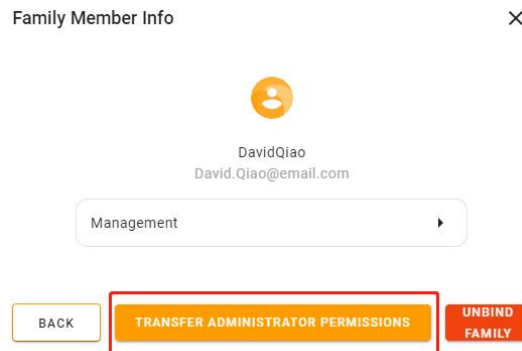 Family Member Info
DavidQiao
David.Qiao@email.com
Management
BACK
TRANSFER ADMINISTRATOR PERMISSIONS
UNBIND
FAMILY